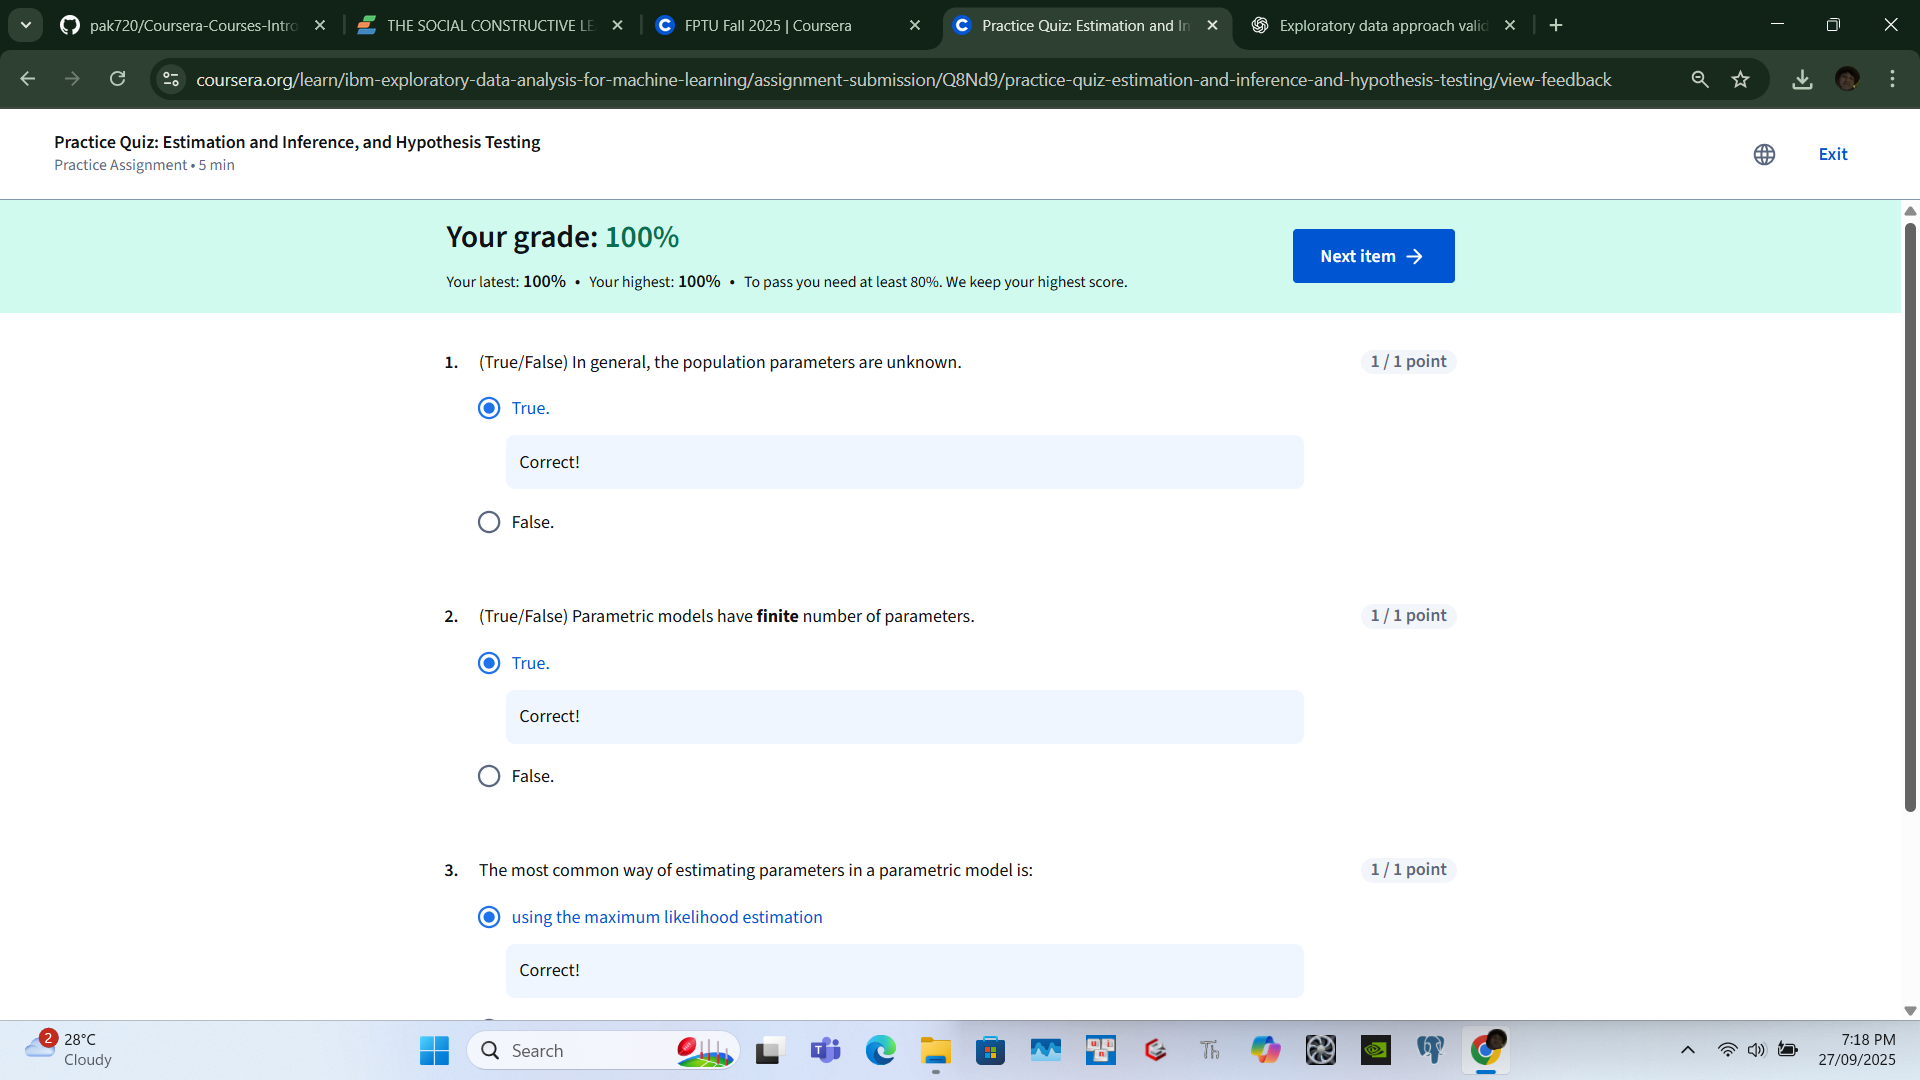 pak720/Coursera-Courses-Intro
THE SOCIAL CONSTRUCTIVE LE
FPTU Fall 2025 | Coursera
Practice Quiz: Estimation and In
Exploratory data approach valid
coursera.org/learn/ibm-exploratory-data-analysis-for-machine-learning/assignment-submission/Q8Nd9/practice-quiz-estimation-and-inference-and-hypothesis-testing/view-feedback
Practice Quiz: Estimation and Inference, and Hypothesis Testing
Practice Assignment • 5 min
Exit
Your grade: 100%
Your latest: 100% • Your highest: 100% • To pass you need at least 80%. We keep your highest score.
Next item
1. (True/False) In general, the population parameters are unknown.
1 / 1 point
True.
Correct!
False.
2. (True/False) Parametric models have finite number of parameters.
1 / 1 point
True.
Correct!
False.
3. The most common way of estimating parameters in a parametric model is:
1 / 1 point
using the maximum likelihood estimation
Correct!
2
28°C
Cloudy
Search
Th
7:18 PM
27/09/2025